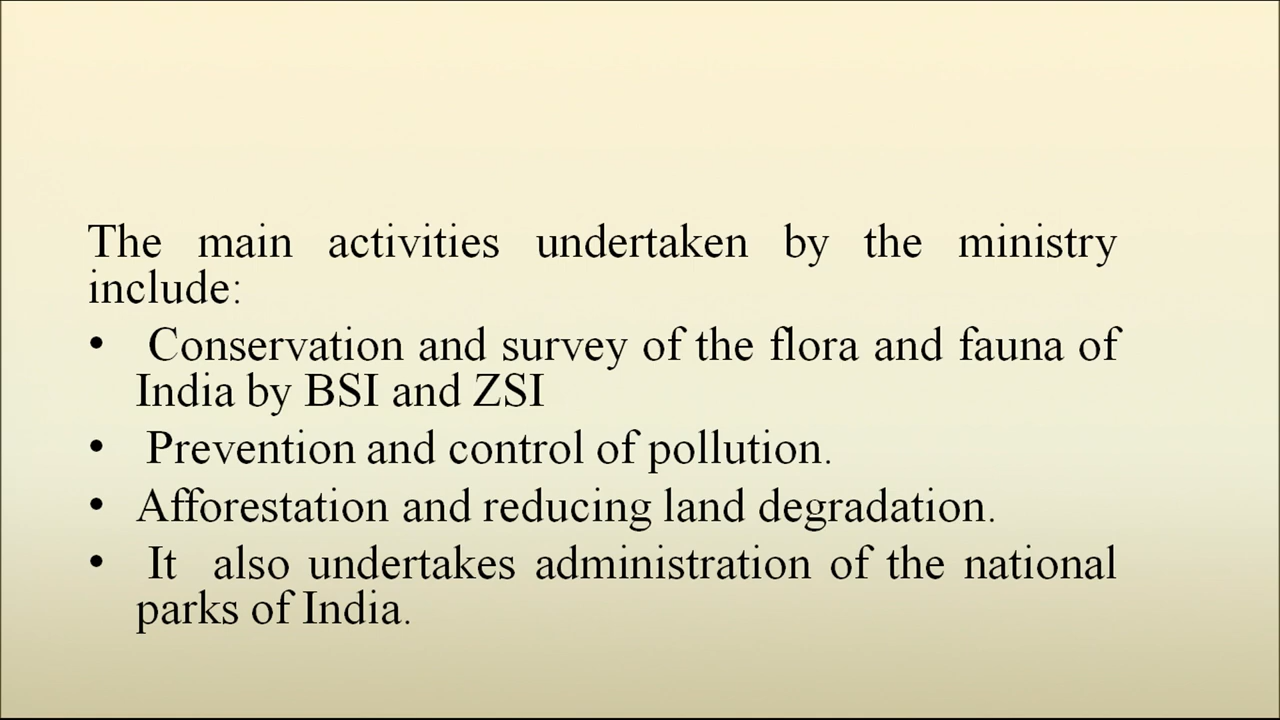 The main activities undertaken by the ministry
include:
• Conservation and survey of the flora and fauna of
India by BSI and ZSI
• Prevention and control of pollution.
• Afforestation and reducing land degradation.
• It also undertakes administration of the national
parks of India.